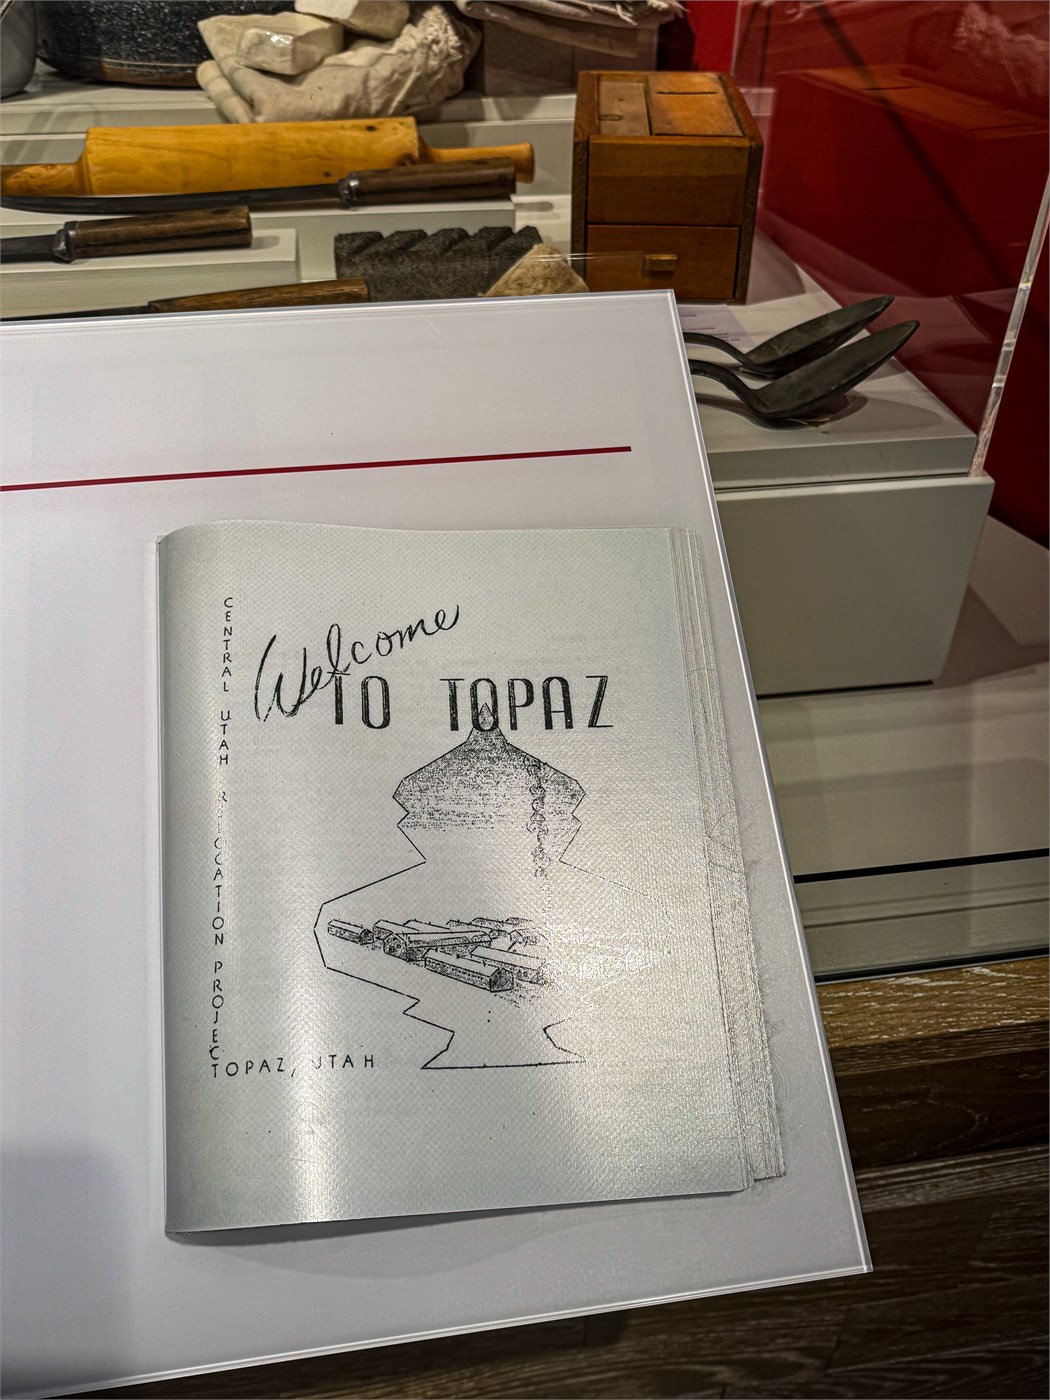 Welcome
TO TOPAZ
CENTRAL UTAH RELOCATION PROJECT
TOPAZ, UTAH